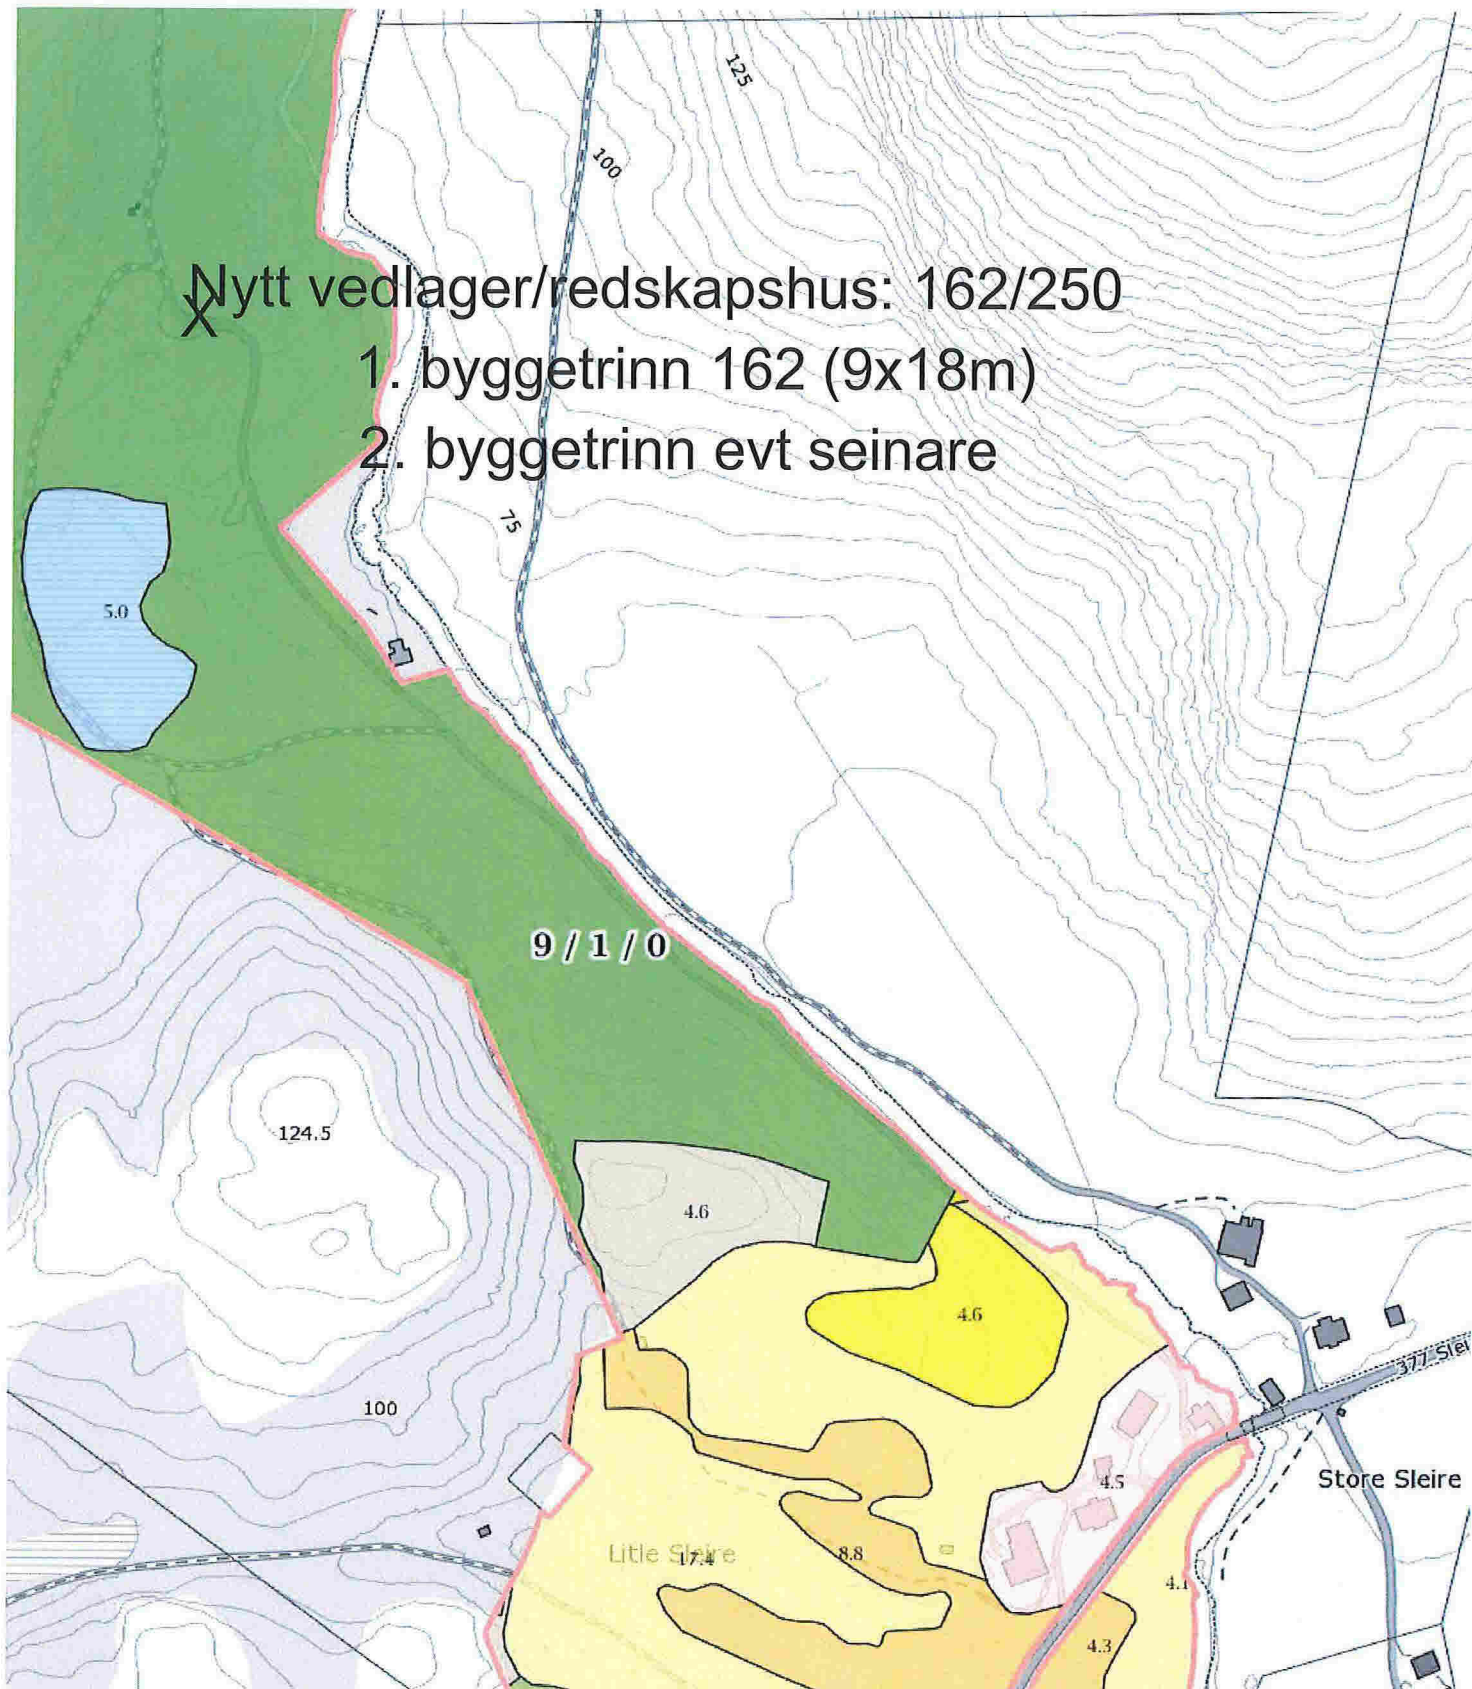 125
100
Nytt vedlager/redskapshus: 162/250
X
1. byggetrinn 162 (9x18m)
2. byggetrinn evt seinare
75
5.0
9 / 1 / 0
124.5
4.6
4.6
377 Slei
100
4.5
Store Sleire
Litle Sleire
17.4
8.8
4.1
4.3